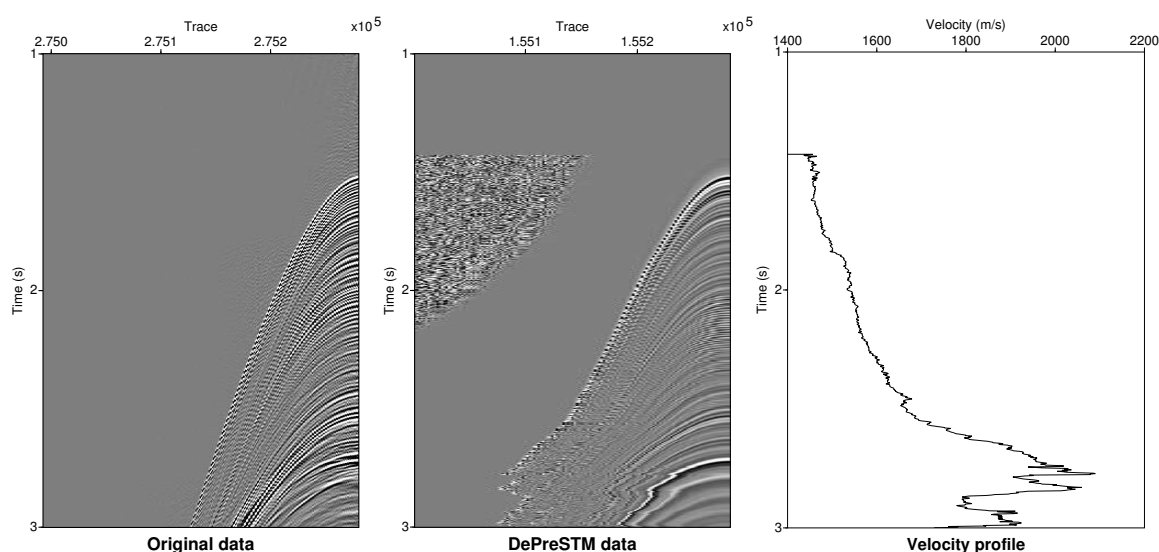 Trace
x10 5
2.750 2.751 2.752
1
2
3
Time (s)
Original data
Trace
x10 5
1.551 1.552
1
2
3
Time (s)
DePreSTM data
Velocity (m/s)
1400 1600 1800 2000 2200
1
2
3
Time (s)
Velocity profile